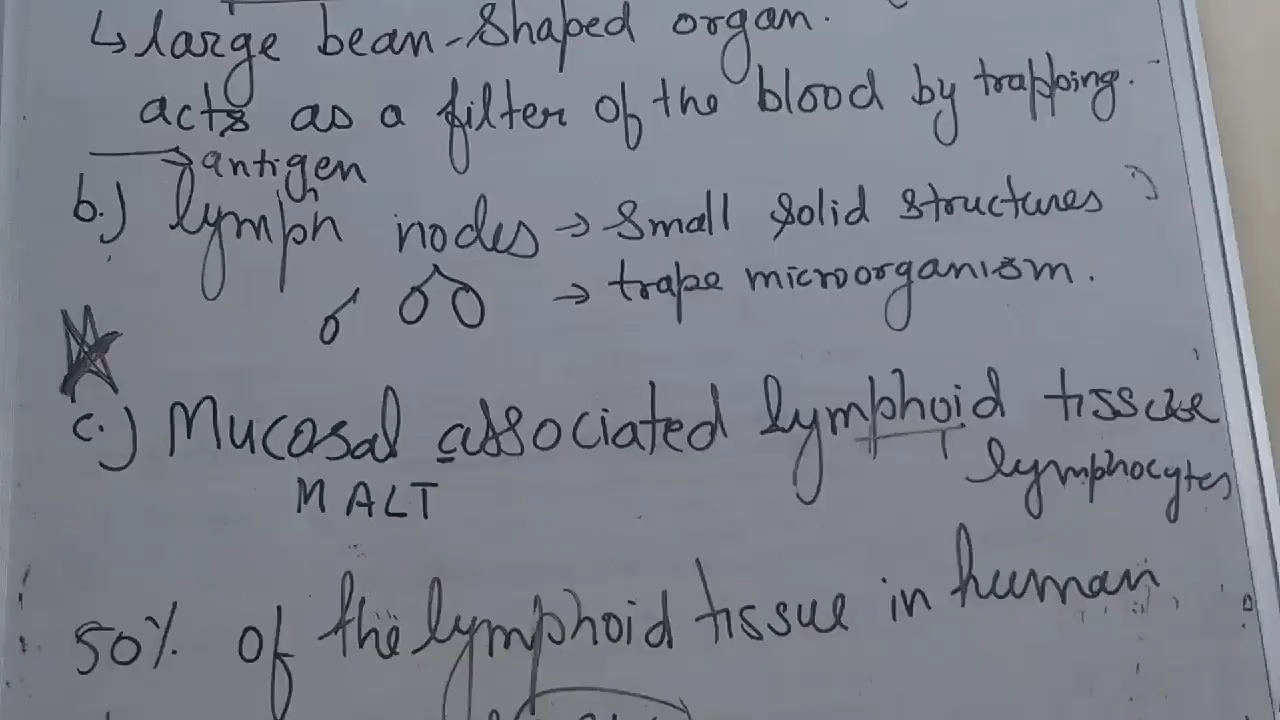 ↳ large bean-shaped organ.
acts as a filter of the blood by trapping.
→ antigen
b.) lymph nodes → Small solid structures
→ trape microorganism.
c.) Mucosal associated lymphoid tissue
lymphocytes
MALT
50% of the lymphoid tissue in human